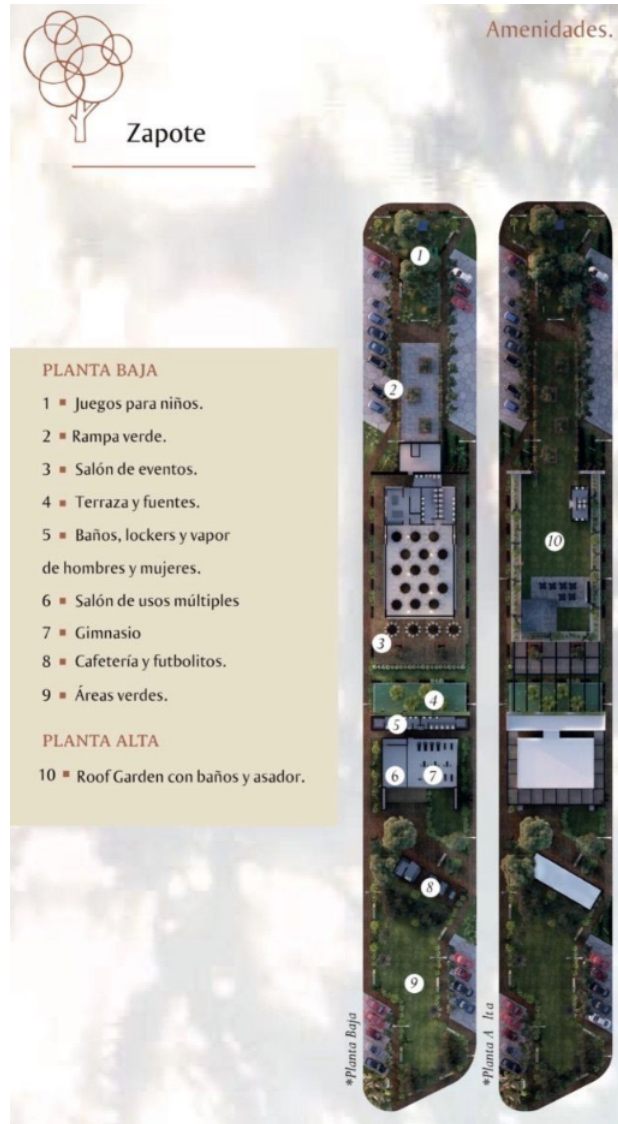 Amenidades.
Zapote
PLANTA BAJA
1 ▪ Juegos para niños.
2 ▪ Rampa verde.
3 ▪ Salón de eventos.
4 ▪ Terraza y fuentes.
5 ▪ Baños, lockers y vapor
de hombres y mujeres.
6 ▪ Salón de usos múltiples
7 ▪ Gimnasio
8 ▪ Cafetería y futbolitos.
9 ▪ Áreas verdes.
PLANTA ALTA
10 ▪ Roof Garden con baños y asador.
1
2
3
4
5
6
7
8
9
*Planta Baja
10
*Planta A lta